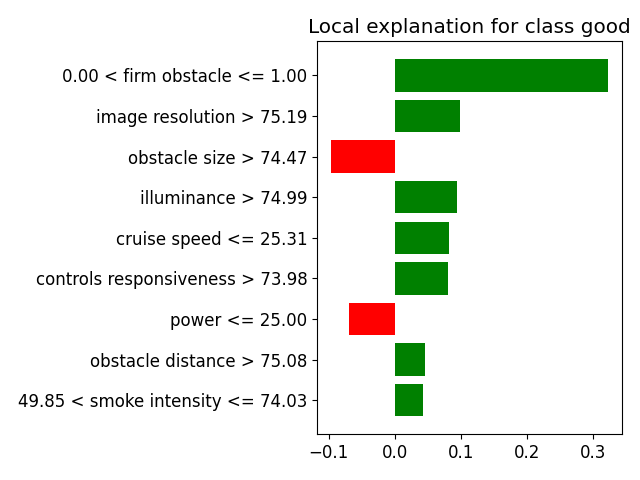 Local explanation for class good
0.00 < firm obstacle <= 1.00
image resolution > 75.19
obstacle size > 74.47
illuminance > 74.99
cruise speed <= 25.31
controls responsiveness > 73.98
power <= 25.00
obstacle distance > 75.08
49.85 < smoke intensity <= 74.03
−0.1 0.0 0.1 0.2 0.3